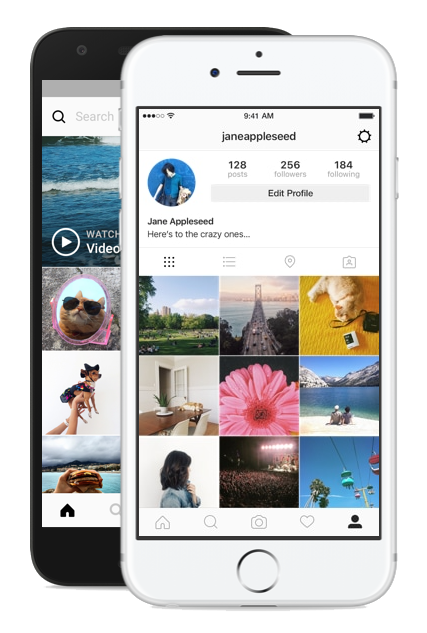 Search
WATCH
Video
9:41 AM
janeappleseed
128
posts
256
followers
184
following
Edit Profile
Jane Appleseed
Here's to the crazy ones...